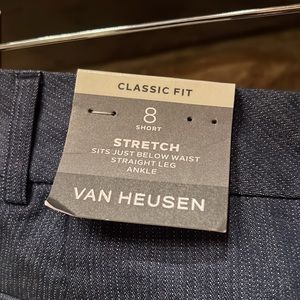 CLASSIC FIT
8
SHORT
STRETCH
SITS JUST BELOW WAIST
STRAIGHT LEG
ANKLE
VAN HEUSEN